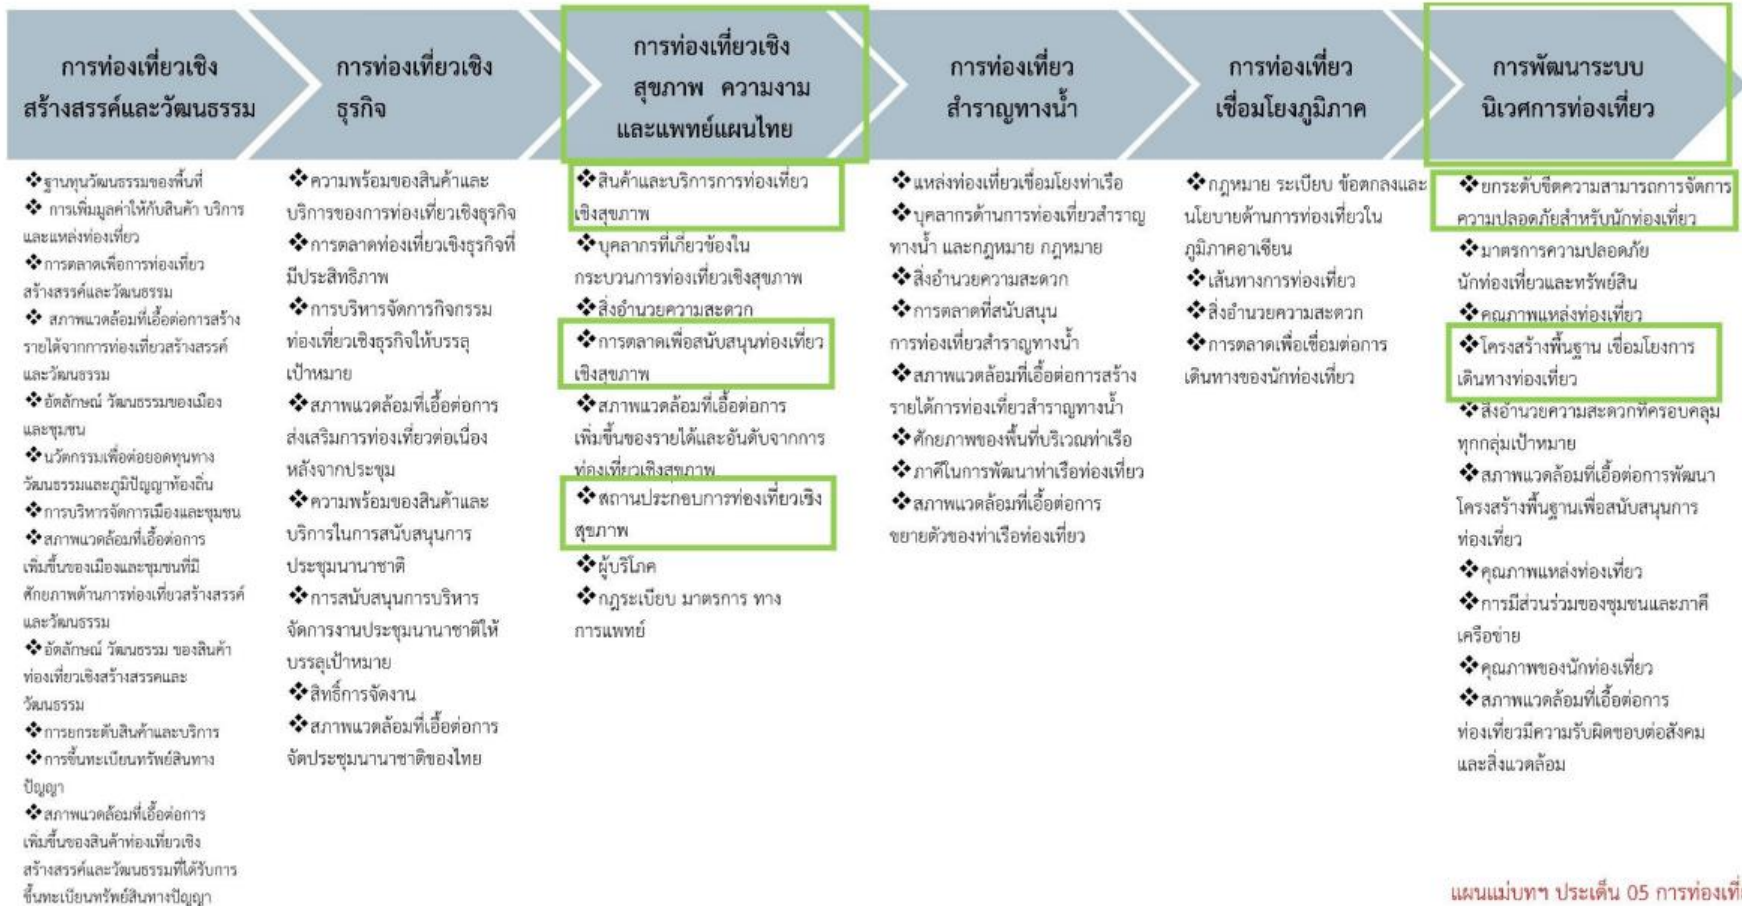 การท่องเที่ยวเชิง
สร้างสรรค์และวัฒนธรรม
❖ฐานทุนวัฒนธรรมของพื้นที่
❖ การเพิ่มมูลค่าให้กับสินค้า บริการ
และแหล่งท่องเที่ยว
❖การตลาดเพื่อการท่องเที่ยว
สร้างสรรค์และวัฒนธรรม
❖ สภาพแวดล้อมที่เอื้อต่อการสร้าง
รายได้จากการท่องเที่ยวสร้างสรรค์
และวัฒนธรรม
❖อัตลักษณ์ วัฒนธรรมของเมือง
และชุมชน
❖นวัตกรรมเพื่อต่อยอดทุนทาง
วัฒนธรรมและภูมิปัญญาท้องถิ่น
❖การบริหารจัดการเมืองและชุมชน
❖สภาพแวดล้อมที่เอื้อต่อการ
เพิ่มขึ้นของเมืองและชุมชนที่มี
ศักยภาพด้านการท่องเที่ยวสร้างสรรค์
และวัฒนธรรม
❖อัตลักษณ์ วัฒนธรรม ของสินค้า
ท่องเที่ยวเชิงสร้างสรรคและ
วัฒนธรรม
❖การยกระดับสินค้าและบริการ
❖การขึ้นทะเบียนทรัพย์สินทาง
ปัญญา
❖สภาพแวดล้อมที่เอื้อต่อการ
เพิ่มขึ้นของสินค้าท่องเที่ยวเชิง
สร้างสรรค์และวัฒนธรรมที่ได้รับการ
ขึ้นทะเบียนทรัพย์สินทางปัญญา
การท่องเที่ยวเชิง
ธุรกิจ
❖ความพร้อมของสินค้าและ
บริการของการท่องเที่ยวเชิงธุรกิจ
❖การตลาดท่องเที่ยวเชิงธุรกิจที่
มีประสิทธิภาพ
❖การบริหารจัดการกิจกรรม
ท่องเที่ยวเชิงธุรกิจให้บรรลุ
เป้าหมาย
❖สภาพแวดล้อมที่เอื้อต่อการ
ส่งเสริมการท่องเที่ยวต่อเนื่อง
หลังจากประชุม
❖ความพร้อมของสินค้าและ
บริการในการสนับสนุนการ
ประชุมนานาชาติ
❖การสนับสนุนการบริหาร
จัดการงานประชุมนานาชาติให้
บรรลุเป้าหมาย
❖สิทธิ์การจัดงาน
❖สภาพแวดล้อมที่เอื้อต่อการ
จัดประชุมนานาชาติของไทย
การท่องเที่ยวเชิง
สุขภาพ ความงาม
และแพทย์แผนไทย
❖สินค้าและบริการการท่องเที่ยว
เชิงสุขภาพ
❖บุคลากรที่เกี่ยวข้องใน
กระบวนการท่องเที่ยวเชิงสุขภาพ
❖สิ่งอำนวยความสะดวก
❖การตลาดเพื่อสนับสนุนท่องเที่ยว
เชิงสุขภาพ
❖สภาพแวดล้อมที่เอื้อต่อการ
เพิ่มขึ้นของรายได้และอันดับจากการ
ท่องเที่ยวเชิงสุขภาพ
❖สถานประกอบการท่องเที่ยวเชิง
สุขภาพ
❖ผู้บริโภค
❖กฎระเบียบ มาตรการ ทาง
การแพทย์
การท่องเที่ยว
สำราญทางน้ำ
❖แหล่งท่องเที่ยวเชื่อมโยงท่าเรือ
❖บุคลากรด้านการท่องเที่ยวสำราญ
ทางน้ำ และกฎหมาย กฎหมาย
❖สิ่งอำนวยความสะดวก
❖การตลาดที่สนับสนุน
การท่องเที่ยวสำราญทางน้ำ
❖สภาพแวดล้อมที่เอื้อต่อการสร้าง
รายได้การท่องเที่ยวสำราญทางน้ำ
❖ศักยภาพของพื้นที่บริเวณท่าเรือ
❖ภาคีในการพัฒนาท่าเรือท่องเที่ยว
❖สภาพแวดล้อมที่เอื้อต่อการ
ขยายตัวของท่าเรือท่องเที่ยว
การท่องเที่ยว
เชื่อมโยงภูมิภาค
❖กฎหมาย ระเบียบ ข้อตกลงและ
นโยบายด้านการท่องเที่ยวใน
ภูมิภาคอาเซียน
❖เส้นทางการท่องเที่ยว
❖สิ่งอำนวยความสะดวก
❖การตลาดเพื่อเชื่อมต่อการ
เดินทางของนักท่องเที่ยว
การพัฒนาระบบ
นิเวศการท่องเที่ยว
❖ยกระดับขีดความสามารถการจัดการ
ความปลอดภัยสำหรับนักท่องเที่ยว
❖มาตรการความปลอดภัย
นักท่องเที่ยวและทรัพย์สิน
❖คุณภาพแหล่งท่องเที่ยว
❖โครงสร้างพื้นฐาน เชื่อมโยงการ
เดินทางท่องเที่ยว
❖สิ่งอำนวยความสะดวกที่ครอบคลุม
ทุกกลุ่มเป้าหมาย
❖สภาพแวดล้อมที่เอื้อต่อการพัฒนา
โครงสร้างพื้นฐานเพื่อสนับสนุนการ
ท่องเที่ยว
❖คุณภาพแหล่งท่องเที่ยว
❖การมีส่วนร่วมของชุมชนและภาคี
เครือข่าย
❖คุณภาพของนักท่องเที่ยว
❖สภาพแวดล้อมที่เอื้อต่อการ
ท่องเที่ยวมีความรับผิดชอบต่อสังคม
และสิ่งแวดล้อม
แผนแม่บทฯ ประเด็น 05 การท่องเที่